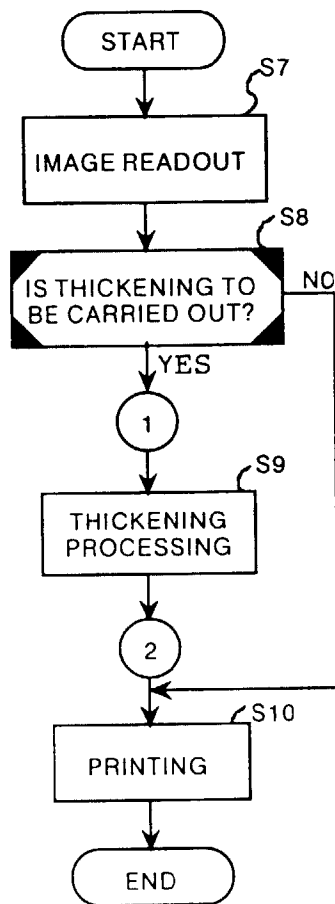 START
S7
IMAGE READOUT
S8
IS THICKENING TO
BE CARRIED OUT?
NO
YES
1
S9
THICKENING
PROCESSING
2
S10
PRINTING
END